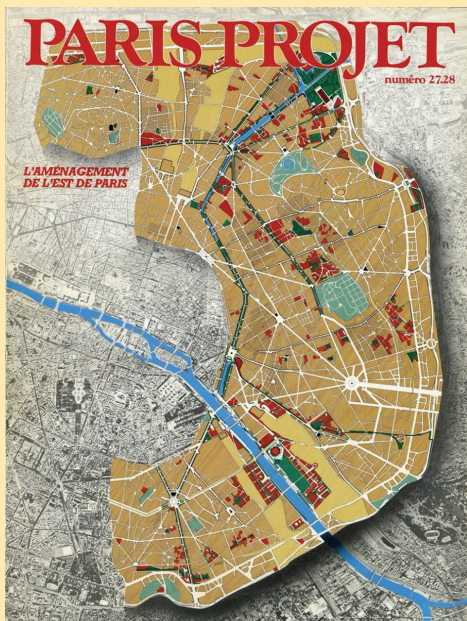 PARIS PROJET
numéro 27.28
L'AMÉNAGEMENT
DE L'EST DE PARIS